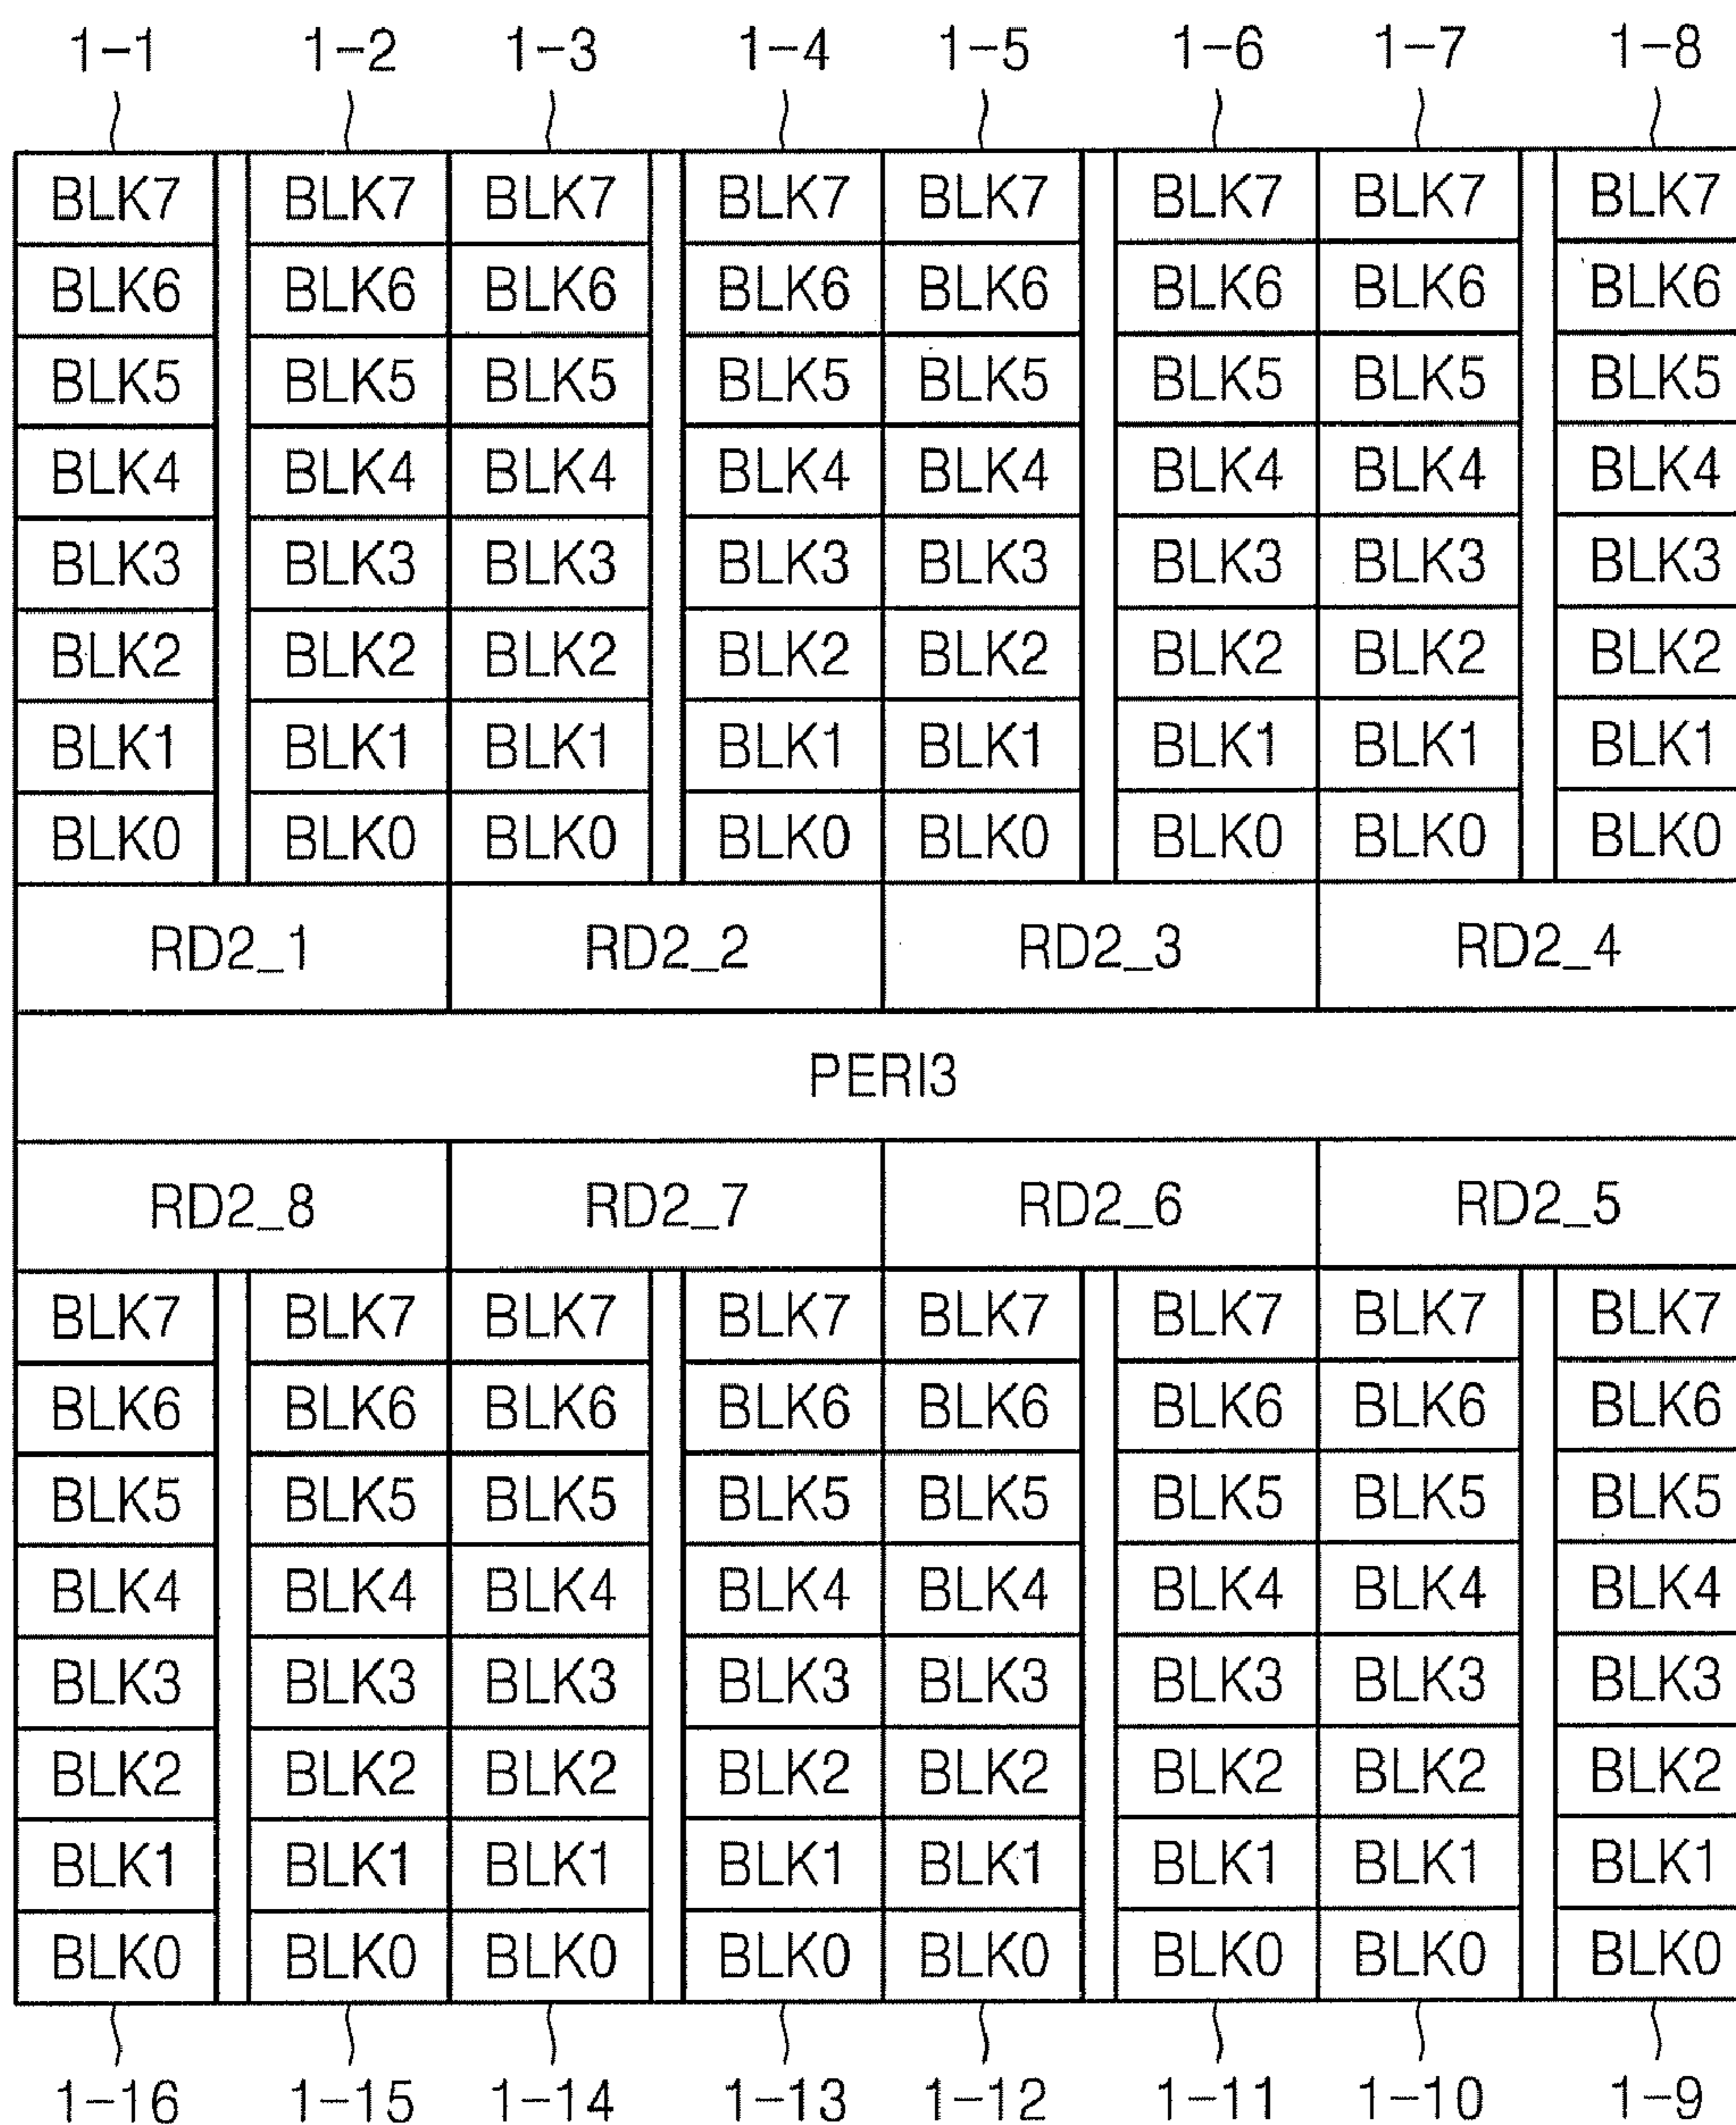 1-1 1-2 1-3 1-4 1-5 1-6 1-7 1-8
BLK7 BLK7 BLK7 BLK7 BLK7 BLK7 BLK7 BLK7
BLK6 BLK6 BLK6 BLK6 BLK6 BLK6 BLK6 BLK6
BLK5 BLK5 BLK5 BLK5 BLK5 BLK5 BLK5 BLK5
BLK4 BLK4 BLK4 BLK4 BLK4 BLK4 BLK4 BLK4
BLK3 BLK3 BLK3 BLK3 BLK3 BLK3 BLK3 BLK3
BLK2 BLK2 BLK2 BLK2 BLK2 BLK2 BLK2 BLK2
BLK1 BLK1 BLK1 BLK1 BLK1 BLK1 BLK1 BLK1
BLK0 BLK0 BLK0 BLK0 BLK0 BLK0 BLK0 BLK0
RD2_1 RD2_2 RD2_3 RD2_4
PERI3
RD2_8 RD2_7 RD2_6 RD2_5
BLK7 BLK7 BLK7 BLK7 BLK7 BLK7 BLK7 BLK7
BLK6 BLK6 BLK6 BLK6 BLK6 BLK6 BLK6 BLK6
BLK5 BLK5 BLK5 BLK5 BLK5 BLK5 BLK5 BLK5
BLK4 BLK4 BLK4 BLK4 BLK4 BLK4 BLK4 BLK4
BLK3 BLK3 BLK3 BLK3 BLK3 BLK3 BLK3 BLK3
BLK2 BLK2 BLK2 BLK2 BLK2 BLK2 BLK2 BLK2
BLK1 BLK1 BLK1 BLK1 BLK1 BLK1 BLK1 BLK1
BLK0 BLK0 BLK0 BLK0 BLK0 BLK0 BLK0 BLK0
1-16 1-15 1-14 1-13 1-12 1-11 1-10 1-9